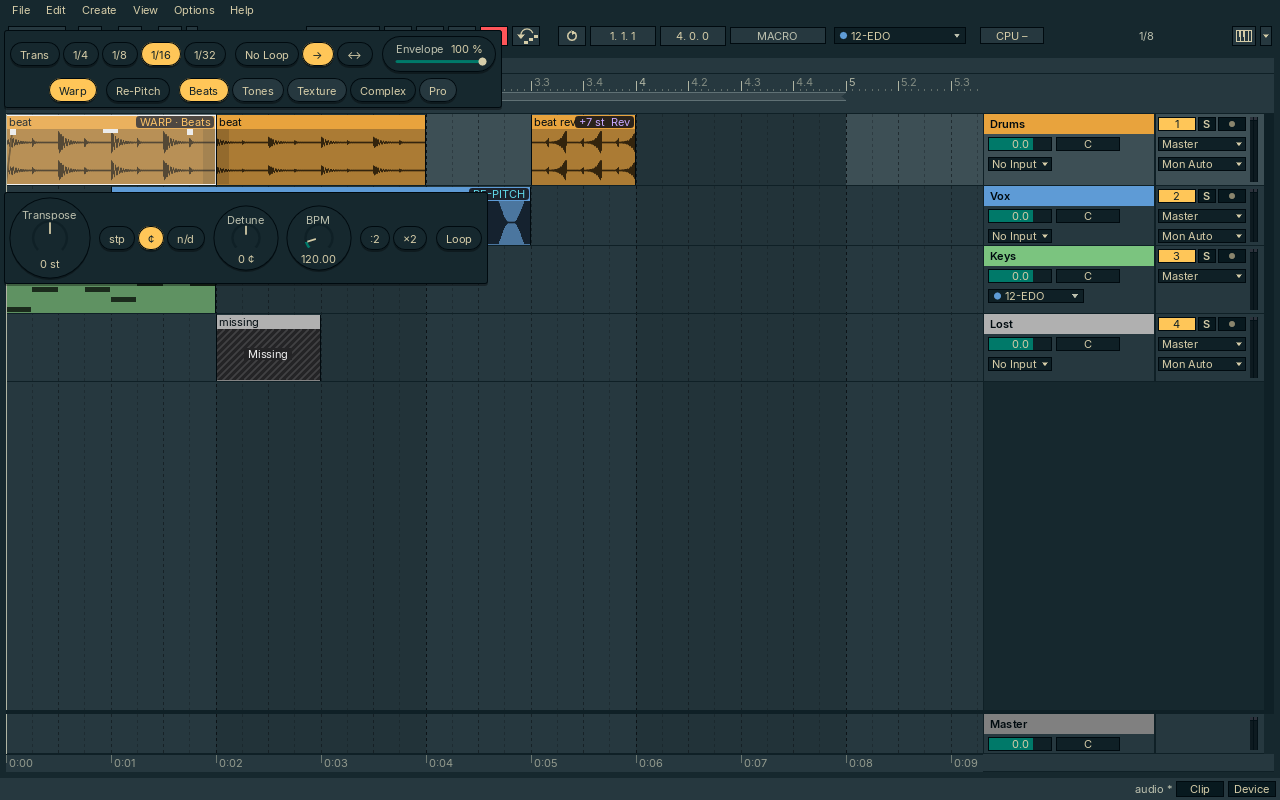 File Edit Create View Options Help
1. 1. 1 4. 0. 0 MACRO 12-EDO CPU – 1/8
Trans 1/4 1/8 1/16 1/32 No Loop → ↔ Envelope 100 %
Warp Re-Pitch Beats Tones Texture Complex Pro
3.3 3.4 4 4.2 4.3 4.4 5 5.2 5.3
beat WARP · Beats beat beat rev +7 st Rev
Drums 1 S
0.0 C Master
No Input Mon Auto
Vox 2 S
0.0 C Master
No Input Mon Auto
Transpose stp ¢ n/d Detune BPM :2 ×2 Loop
0 st 0 ¢ 120.00
Keys 3 S
0.0 C Master
12-EDO
missing
Missing
Lost 4 S
0.0 C Master
No Input Mon Auto
Master
0.0 C
0:00 0:01 0:02 0:03 0:04 0:05 0:06 0:07 0:08 0:09
audio * Clip Device